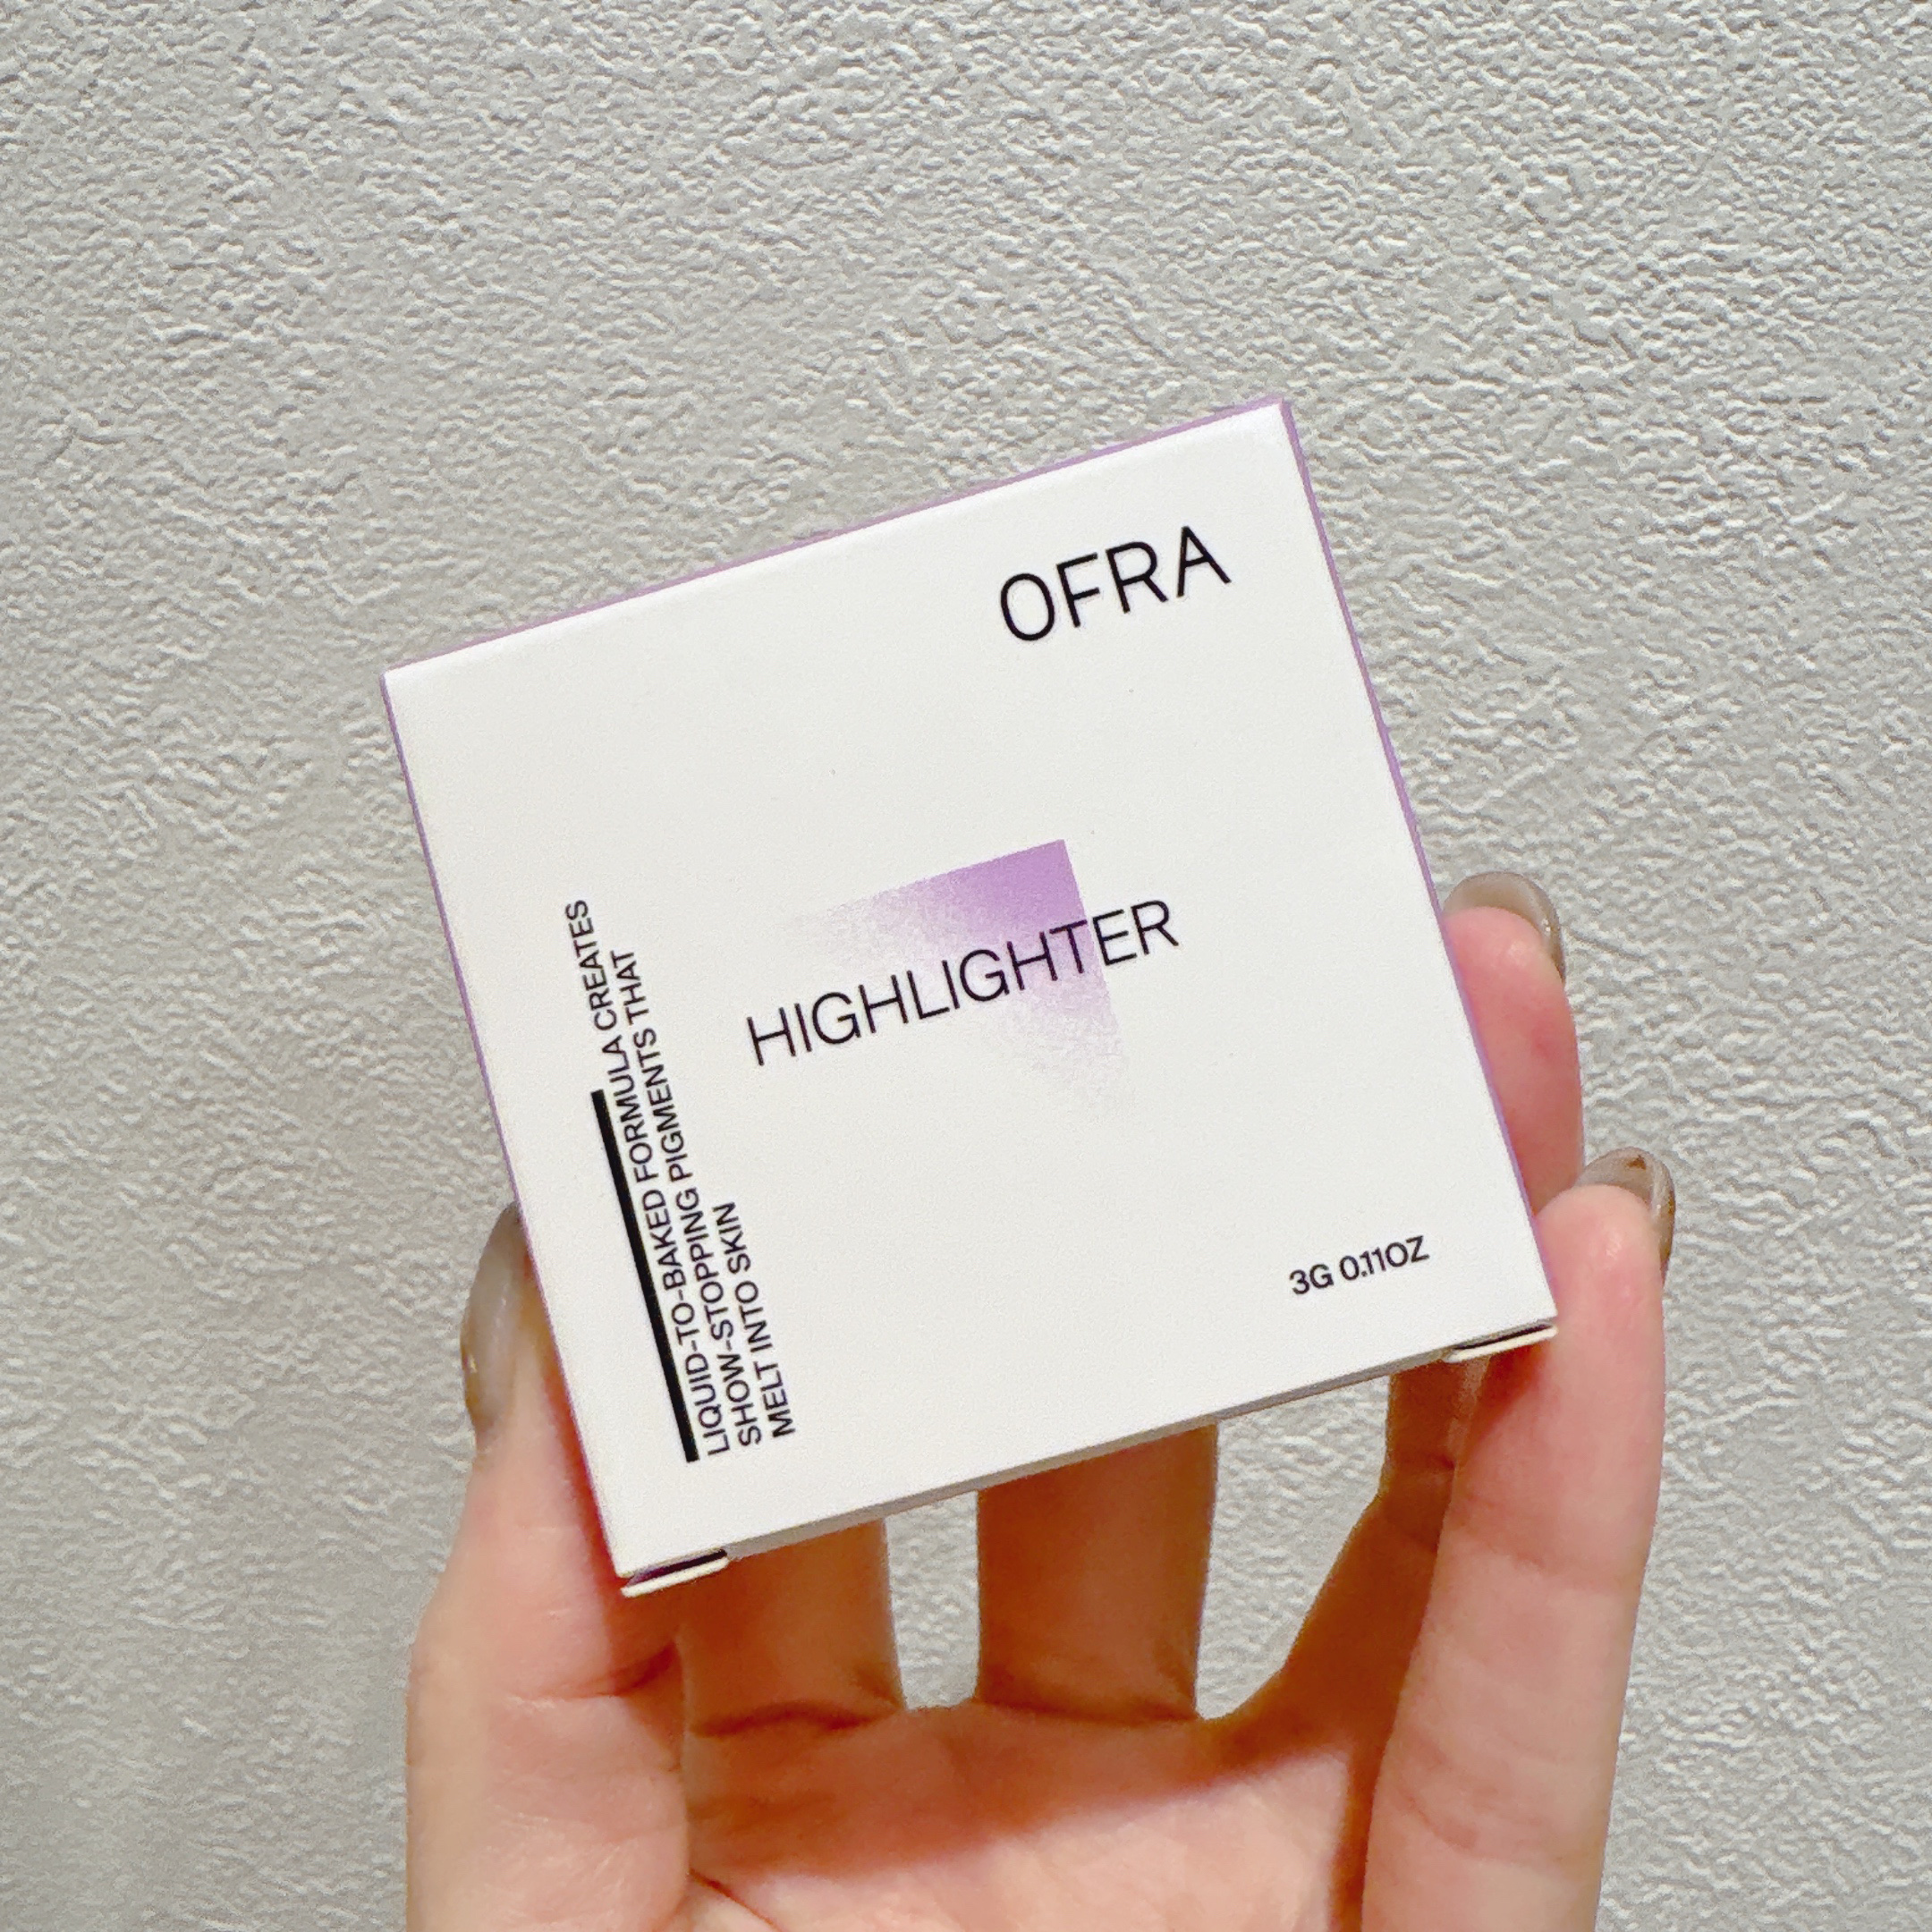 OFRA
HIGHLIGHTER
LIQUID-TO-BAKED FORMULA CREATES
SHOW-STOPPING PIGMENTS THAT
MELT INTO SKIN
3G 0.11OZ